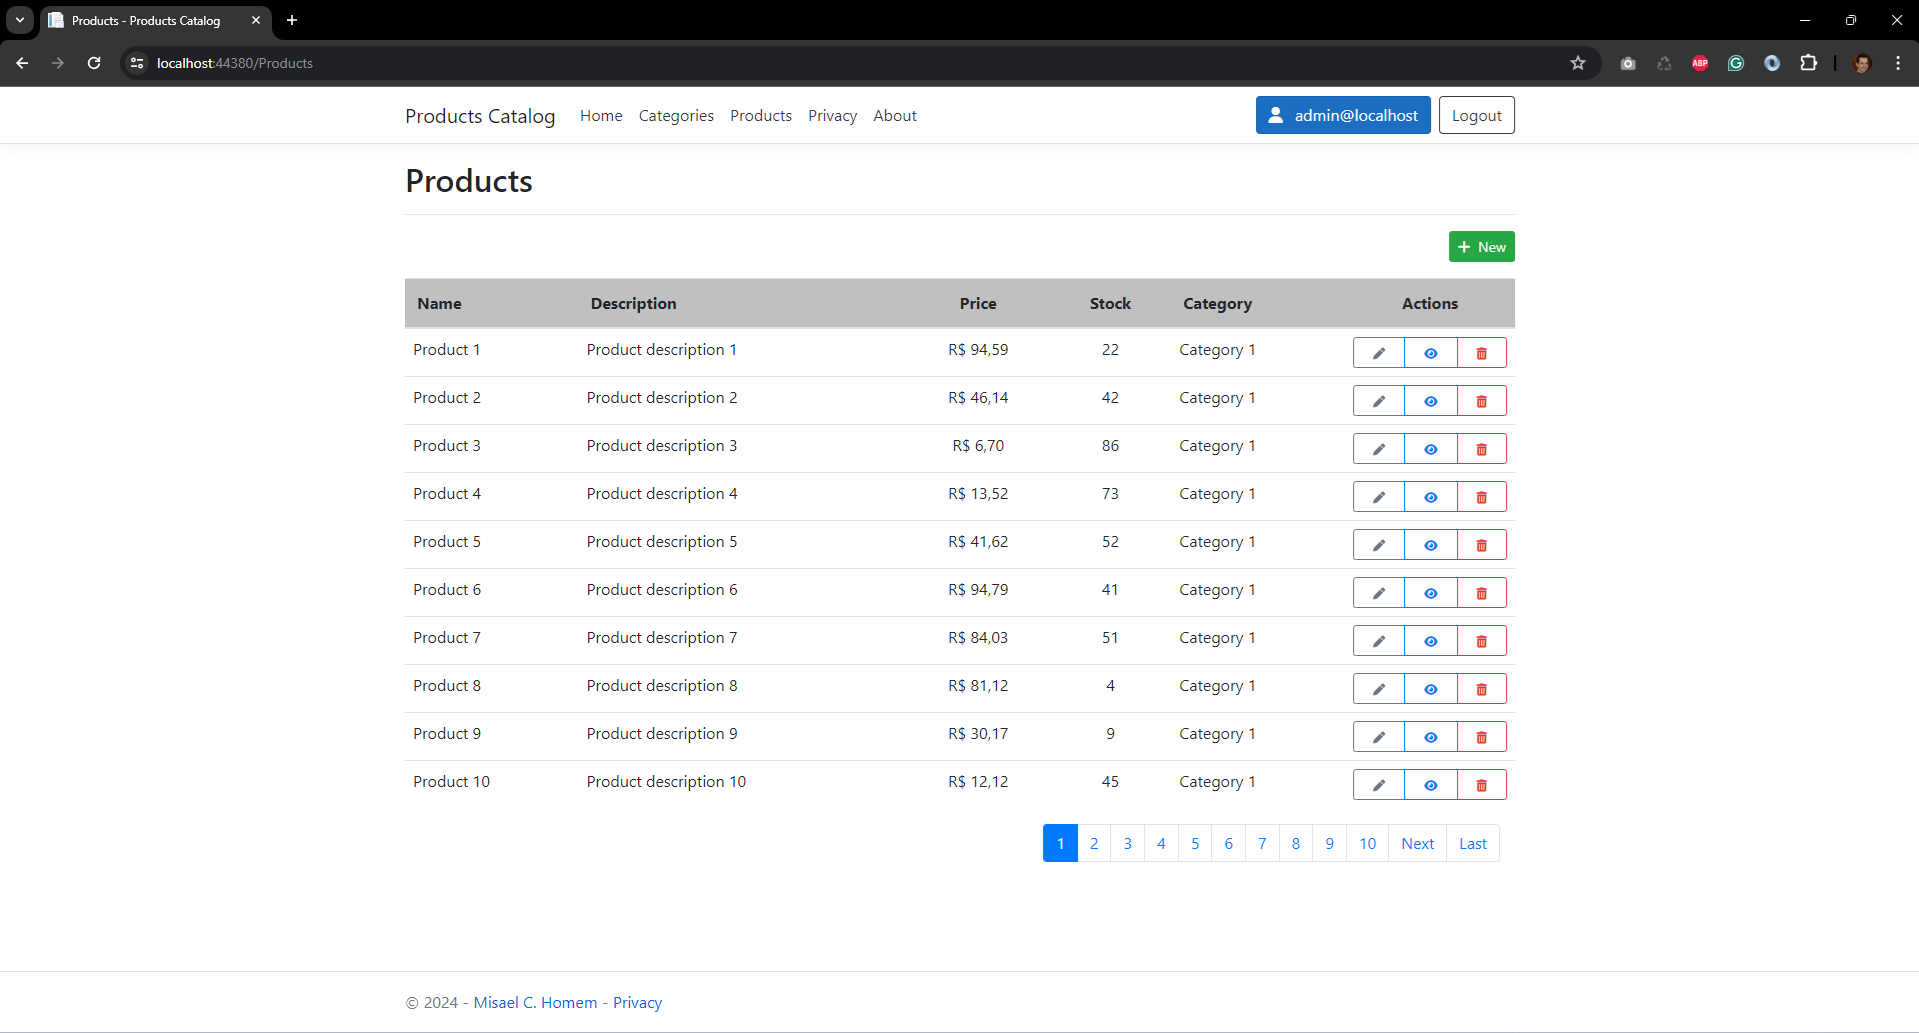 Products - Products Catalog
localhost:44380/Products
ABP
Products Catalog Home Categories Products Privacy About admin@localhost Logout
Products
New
Name Description Price Stock Category Actions
Product 1 Product description 1 R$ 94,59 22 Category 1
Product 2 Product description 2 R$ 46,14 42 Category 1
Product 3 Product description 3 R$ 6,70 86 Category 1
Product 4 Product description 4 R$ 13,52 73 Category 1
Product 5 Product description 5 R$ 41,62 52 Category 1
Product 6 Product description 6 R$ 94,79 41 Category 1
Product 7 Product description 7 R$ 84,03 51 Category 1
Product 8 Product description 8 R$ 81,12 4 Category 1
Product 9 Product description 9 R$ 30,17 9 Category 1
Product 10 Product description 10 R$ 12,12 45 Category 1
1 2 3 4 5 6 7 8 9 10 Next Last
© 2024 - Misael C. Homem - Privacy